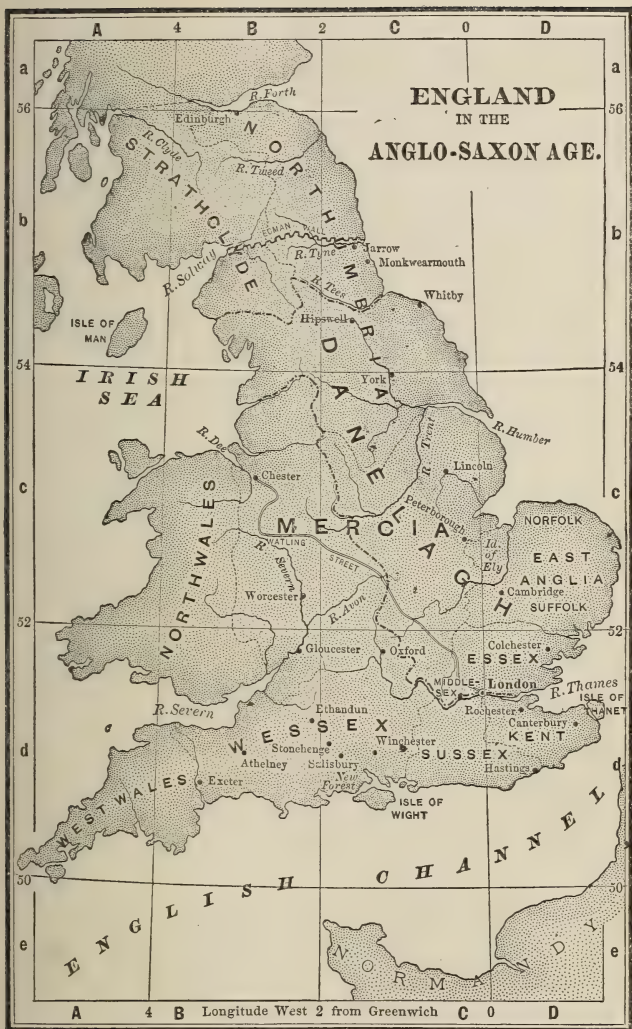 A 4 B 2 C 0 D
a
a
56
56
ENGLAND
IN THE
ANGLO-SAXON AGE.
R. Forth
Edinburgh
R. Clyde
STRATHCLYDE
NORTHUMBRIA
R. Tweed
b
b
ROMAN WALL
R. Solway
R. Tyne
Jarrow
Monkwearmouth
R. Tees
Whitby
Hipswell
ISLE OF
MAN
54
54
IRISH
SEA
York
DANELAGH
R. Humber
R. Trent
R. Dee
Lincoln
Chester
c
c
MERCIA
Peterborough
NORFOLK
WATLING
STREET
Id.
of
Ely
EAST
ANGLIA
R. Severn
NORTH WALES
Cambridge
SUFFOLK
Worcester
R. Avon
52
52
Gloucester
Oxford
Colchester
ESSEX
MIDDLE-
SEX
London
R. Thames
ISLE OF
THANET
R. Severn
Rochester
Ethandun
Canterbury
WESSEX
KENT
Stonehenge
Winchester
d
d
Athelney
Salisbury
SUSSEX
Hastings
New
Forest
WEST WALES
Exeter
ISLE OF
WIGHT
50
50
ENGLISH CHANNEL
e
e
NORMANDY
A 4 B Longitude West 2 from Greenwich C 0 D